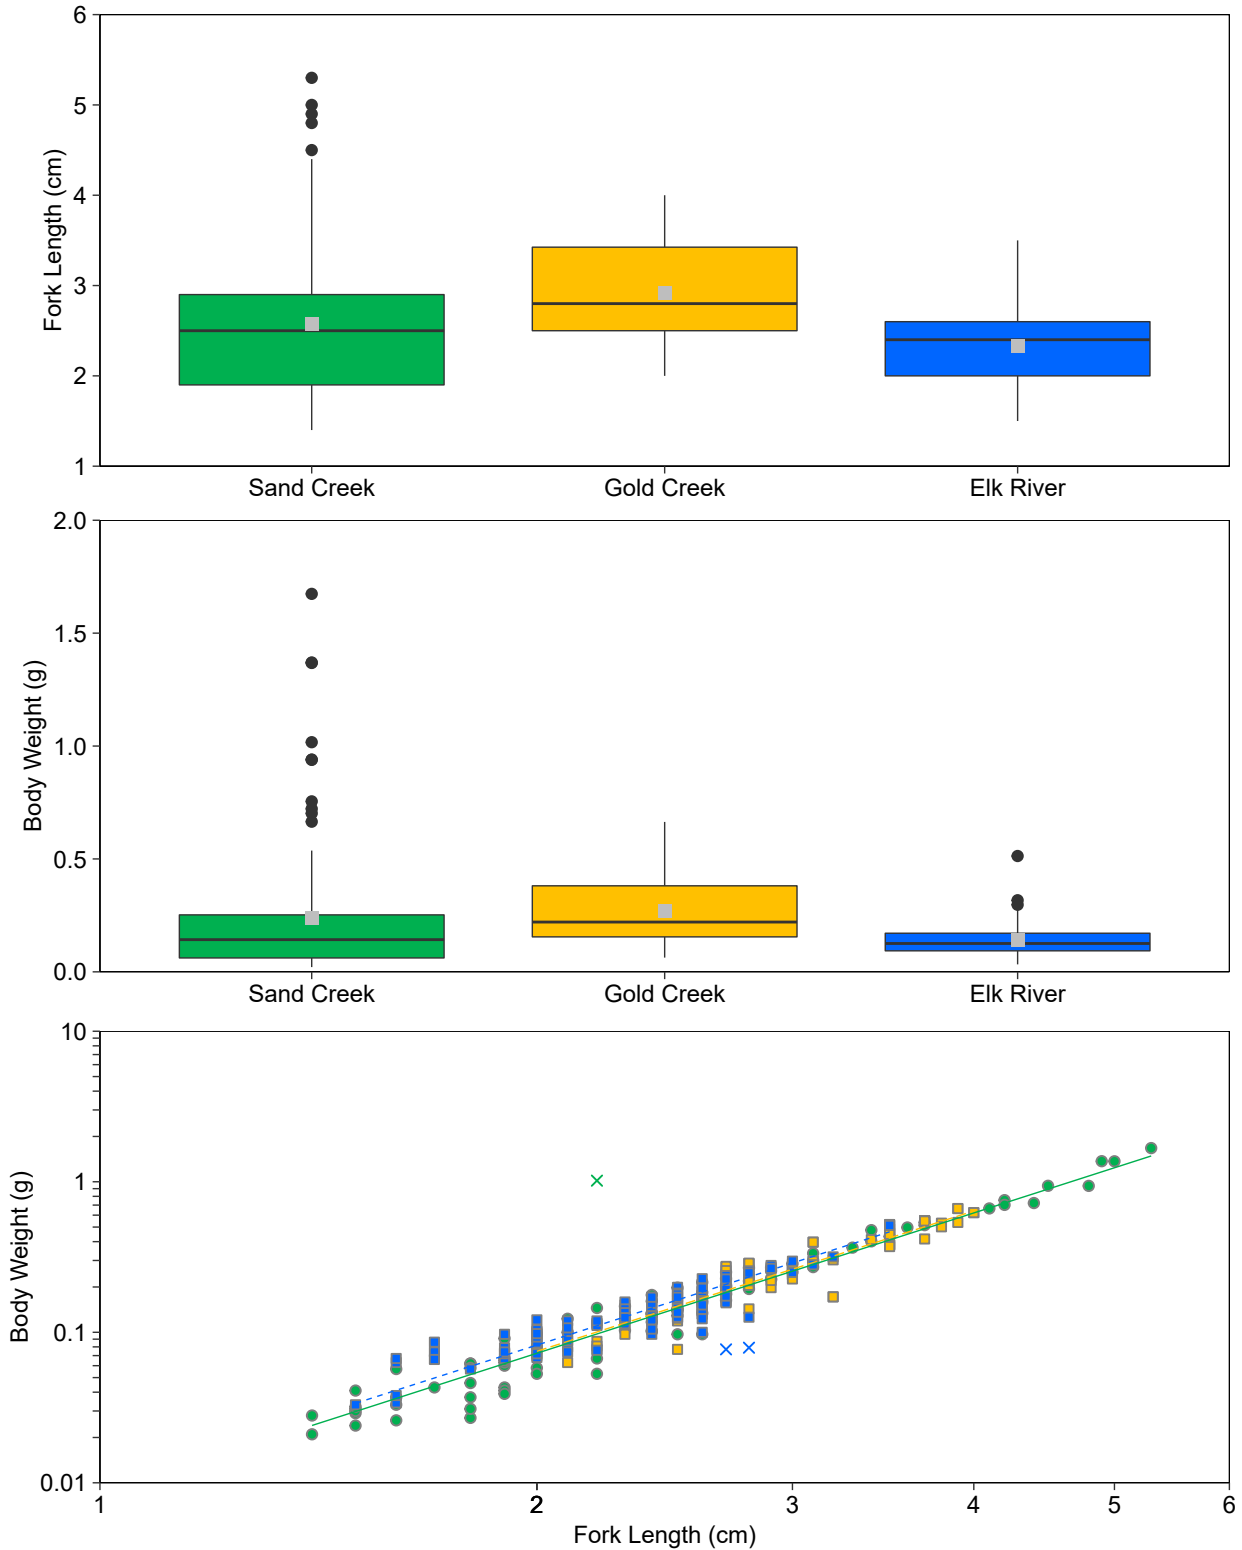 6
5
4
3
2
1
Fork Length (cm)
Sand Creek Gold Creek Elk River
2.0
1.5
1.0
0.5
0.0
Body Weight (g)
Sand Creek Gold Creek Elk River
10
1
0.1
0.01
Body Weight (g)
1 2 3 4 5 6
Fork Length (cm)